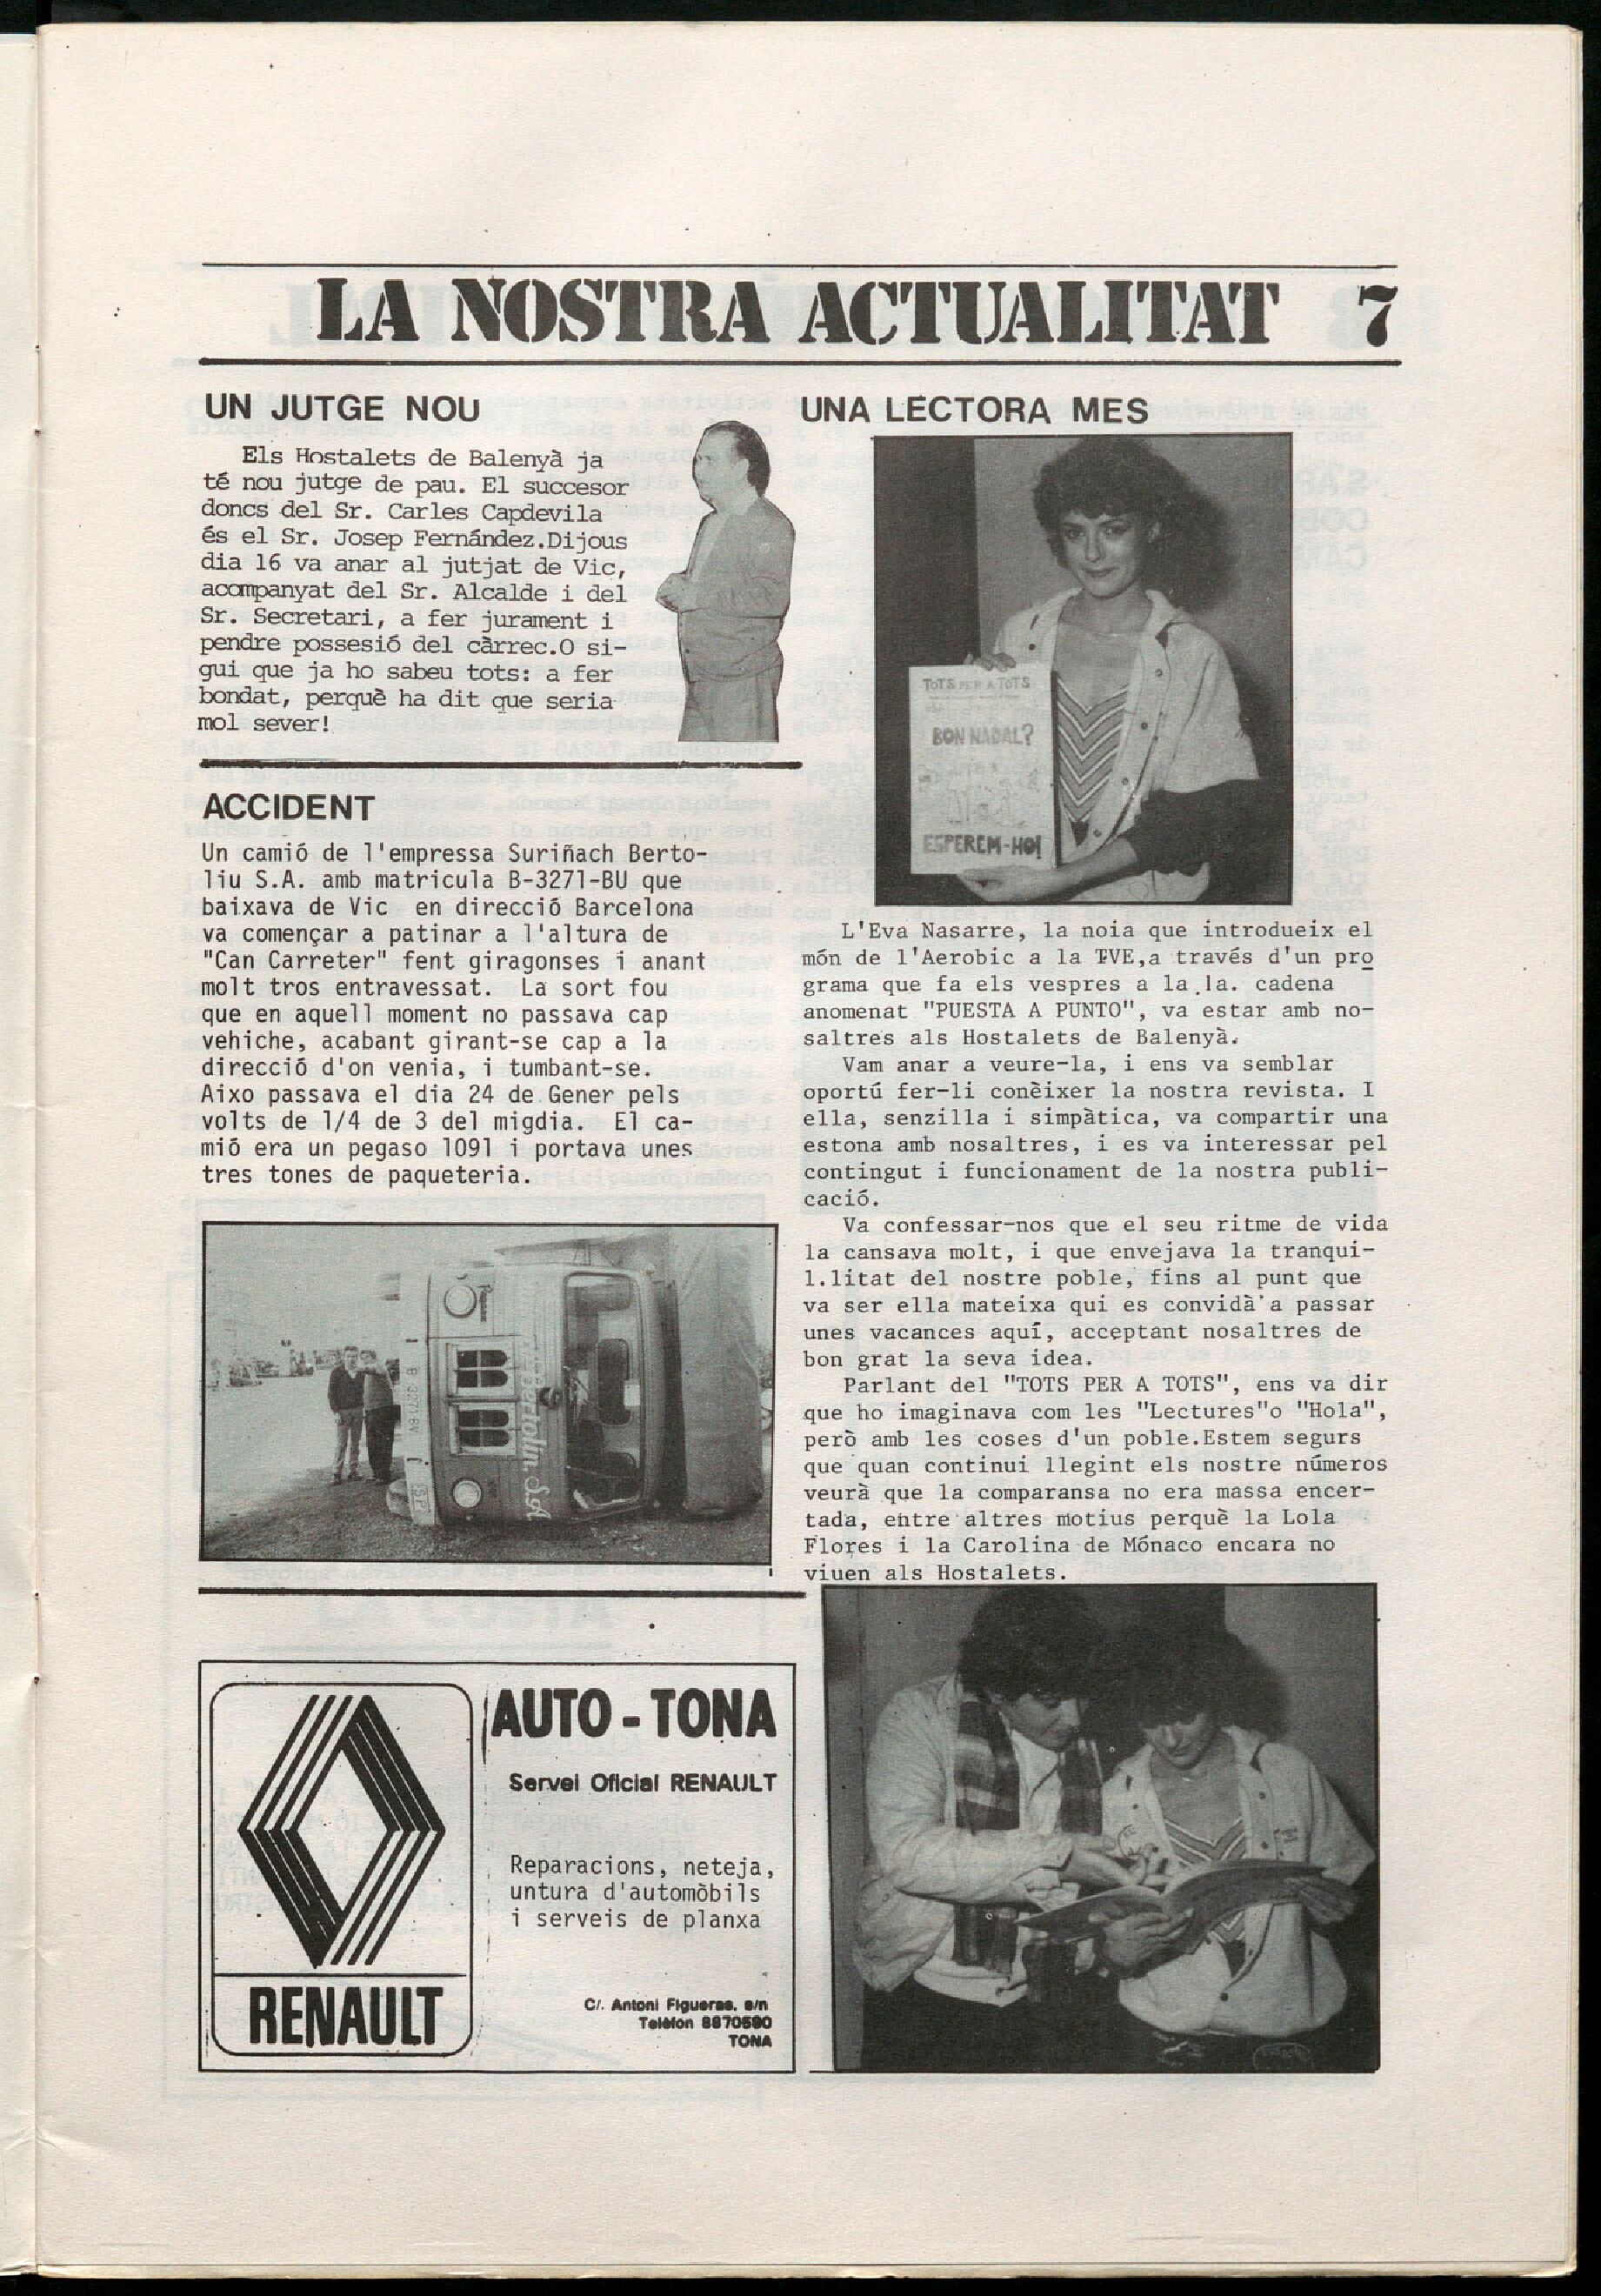 LA NOSTRA ACTUALITAT 7
UN JUTGE NOU
Els Hostalets de Balenyà ja
té nou jutge de pau. El succesor
doncs del Sr. Carles Capdevila
és el Sr. Josep Fernández.Dijous
dia 16 va anar al jutjat de Vic,
acompanyat del Sr. Alcalde i del
Sr. Secretari, a fer jurament i
pendre possesió del càrrec.O si-
gui que ja ho sabeu tots: a fer
bondat, perquè ha dit que seria
mol sever!
ACCIDENT
Un camió de l'empressa Suriñach Berto-
liu S.A. amb matricula B-3271-BU que
baixava de Vic en direcció Barcelona
va començar a patinar a l'altura de
"Can Carreter" fent giragonses i anant
molt tros entravessat. La sort fou
que en aquell moment no passava cap
vehiche, acabant girant-se cap a la
direcció d'on venia, i tumbant-se.
Aixo passava el dia 24 de Gener pels
volts de 1/4 de 3 del migdia. El ca-
mió era un pegaso 1091 i portava unes
tres tones de paqueteria.
AUTO-TONA
Servei Oficial RENAULT
Reparacions, neteja,
untura d'automòbils
i serveis de planxa
C/. Antoni Figueras, s/n
Telèfon 8870590
TONA
RENAULT
UNA LECTORA MES
TOTS PER A TOTS
BON NADAL?
ESPEREM-HO!
L'Eva Nasarre, la noia que introdueix el
món de l'Aerobic a la TVE,a través d'un pro
grama que fa els vespres a la 1a. cadena
anomenat "PUESTA A PUNTO", va estar amb no-
saltres als Hostalets de Balenyà.
Vam anar a veure-la, i ens va semblar
oportú fer-li conèixer la nostra revista. I
ella, senzilla i simpàtica, va compartir una
estona amb nosaltres, i es va interessar pel
contingut i funcionament de la nostra publi-
cació.
Va confessar-nos que el seu ritme de vida
la cansava molt, i que envejava la tranqui-
l.litat del nostre poble, fins al punt que
va ser ella mateixa qui es convidà a passar
unes vacances aquí, acceptant nosaltres de
bon grat la seva idea.
Parlant del "TOTS PER A TOTS", ens va dir
que ho imaginava com les "Lectures"o "Hola",
però amb les coses d'un poble.Estem segurs
que quan continui llegint els nostre números
veurà que la comparansa no era massa encer-
tada, entre altres motius perquè la Lola
Flores i la Carolina de Mónaco encara no
viuen als Hostalets.